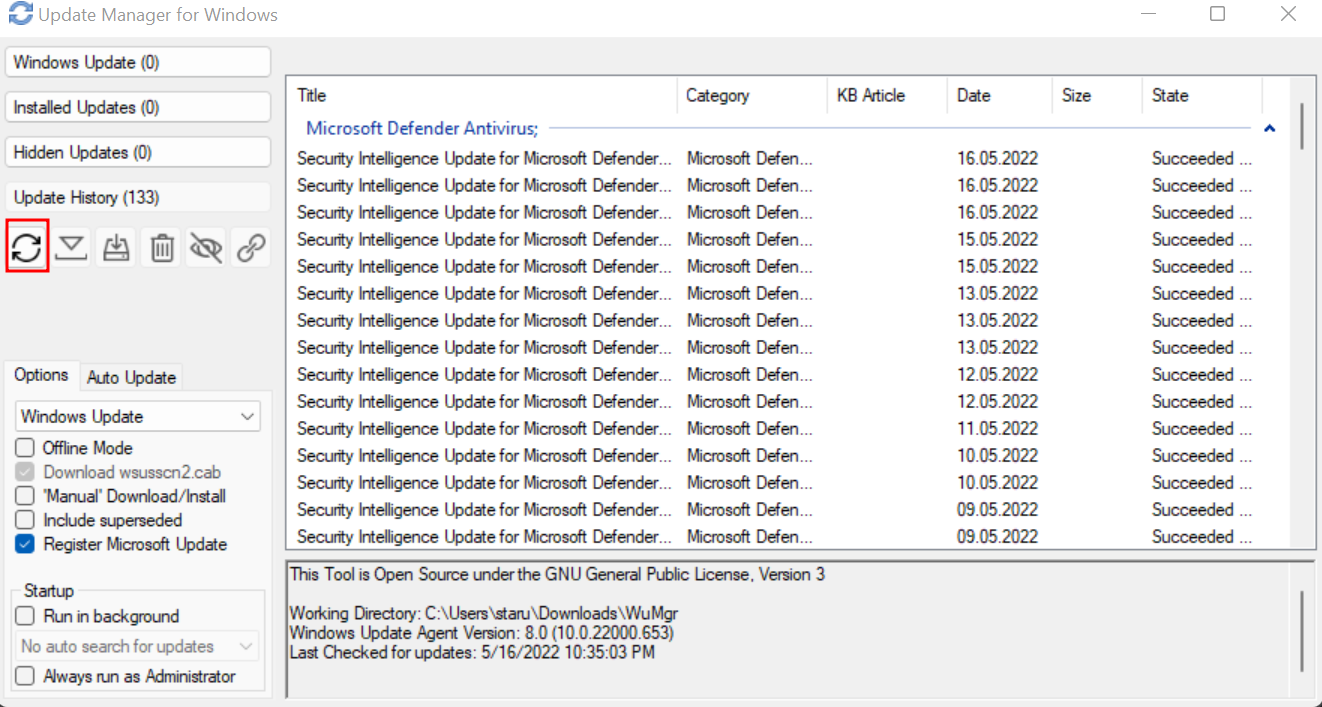 Update Manager for Windows
Windows Update (0)
Installed Updates (0)
Hidden Updates (0)
Update History (133)
Options Auto Update
Windows Update
Offline Mode
Download wsusscn2.cab
'Manual' Download/Install
Include superseded
Register Microsoft Update
Startup
Run in background
No auto search for updates
Always run as Administrator
Title Category KB Article Date Size State
Microsoft Defender Antivirus;
Security Intelligence Update for Microsoft Defender... Microsoft Defen... 16.05.2022 Succeeded ...
Security Intelligence Update for Microsoft Defender... Microsoft Defen... 16.05.2022 Succeeded ...
Security Intelligence Update for Microsoft Defender... Microsoft Defen... 16.05.2022 Succeeded ...
Security Intelligence Update for Microsoft Defender... Microsoft Defen... 15.05.2022 Succeeded ...
Security Intelligence Update for Microsoft Defender... Microsoft Defen... 15.05.2022 Succeeded ...
Security Intelligence Update for Microsoft Defender... Microsoft Defen... 13.05.2022 Succeeded ...
Security Intelligence Update for Microsoft Defender... Microsoft Defen... 13.05.2022 Succeeded ...
Security Intelligence Update for Microsoft Defender... Microsoft Defen... 13.05.2022 Succeeded ...
Security Intelligence Update for Microsoft Defender... Microsoft Defen... 12.05.2022 Succeeded ...
Security Intelligence Update for Microsoft Defender... Microsoft Defen... 12.05.2022 Succeeded ...
Security Intelligence Update for Microsoft Defender... Microsoft Defen... 11.05.2022 Succeeded ...
Security Intelligence Update for Microsoft Defender... Microsoft Defen... 10.05.2022 Succeeded ...
Security Intelligence Update for Microsoft Defender... Microsoft Defen... 10.05.2022 Succeeded ...
Security Intelligence Update for Microsoft Defender... Microsoft Defen... 09.05.2022 Succeeded ...
Security Intelligence Update for Microsoft Defender... Microsoft Defen... 09.05.2022 Succeeded ...
This Tool is Open Source under the GNU General Public License, Version 3
Working Directory: C:\Users\staru\Downloads\WuMgr
Windows Update Agent Version: 8.0 (10.0.22000.653)
Last Checked for updates: 5/16/2022 10:35:03 PM